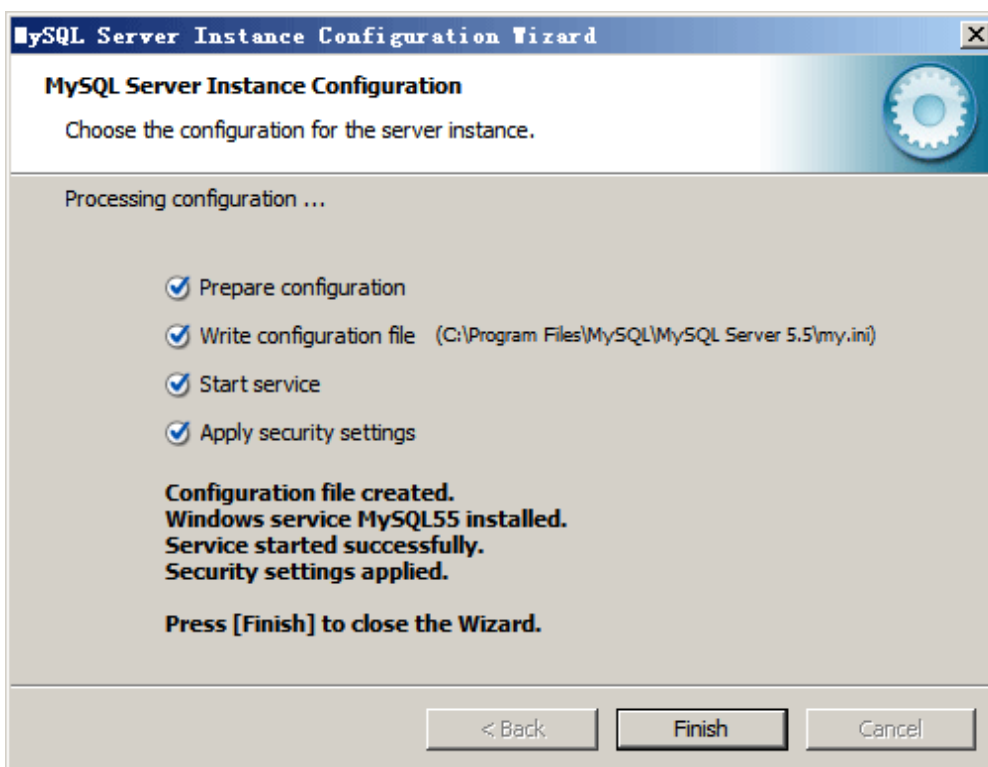 MySQL Server Instance Configuration Wizard
MySQL Server Instance Configuration
Choose the configuration for the server instance.
Processing configuration ...
Prepare configuration
Write configuration file (C:\Program Files\MySQL\MySQL Server 5.5\my.ini)
Start service
Apply security settings
Configuration file created.
Windows service MySQL55 installed.
Service started successfully.
Security settings applied.
Press [Finish] to close the Wizard.
< Back Finish Cancel